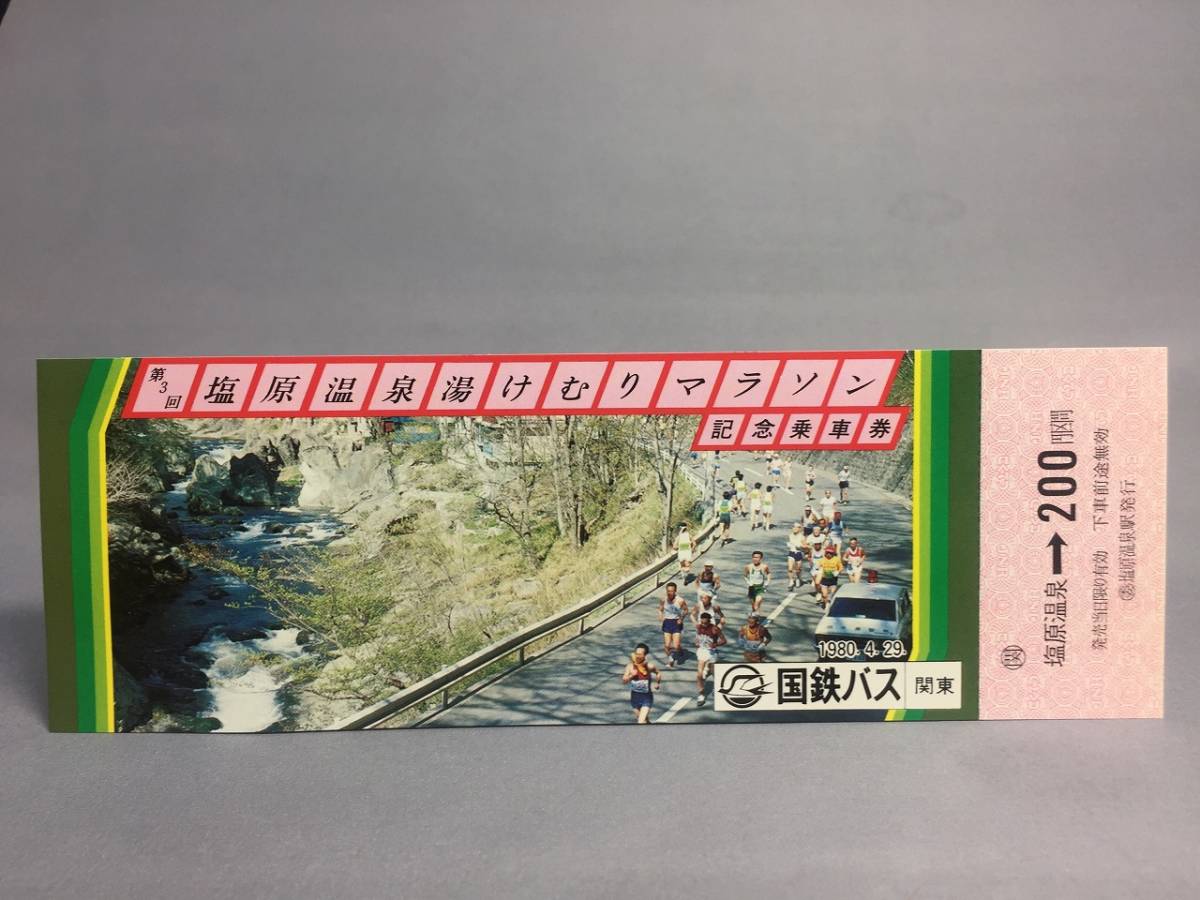 第3回 塩原温泉湯けむりマラソン
記念乗車券
1980.4.29.
国鉄バス 関東
関
塩原温泉➡200円区間
発売当日限り有効 下車前途無効
塩原温泉駅発行